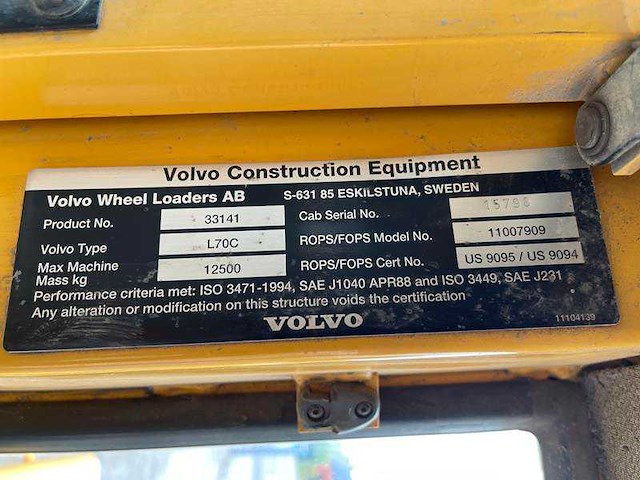 Volvo Construction Equipment
Volvo Wheel Loaders AB S-631 85 ESKILSTUNA, SWEDEN
Product No. 33141 Cab Serial No. 15796
Volvo Type L70C ROPS/FOPS Model No. 11007909
Max Machine Mass kg 12500 ROPS/FOPS Cert No. US 9095 / US 9094
Performance criteria met: ISO 3471-1994, SAE J1040 APR88 and ISO 3449, SAE J231
Any alteration or modification on this structure voids the certification
VOLVO
11104139